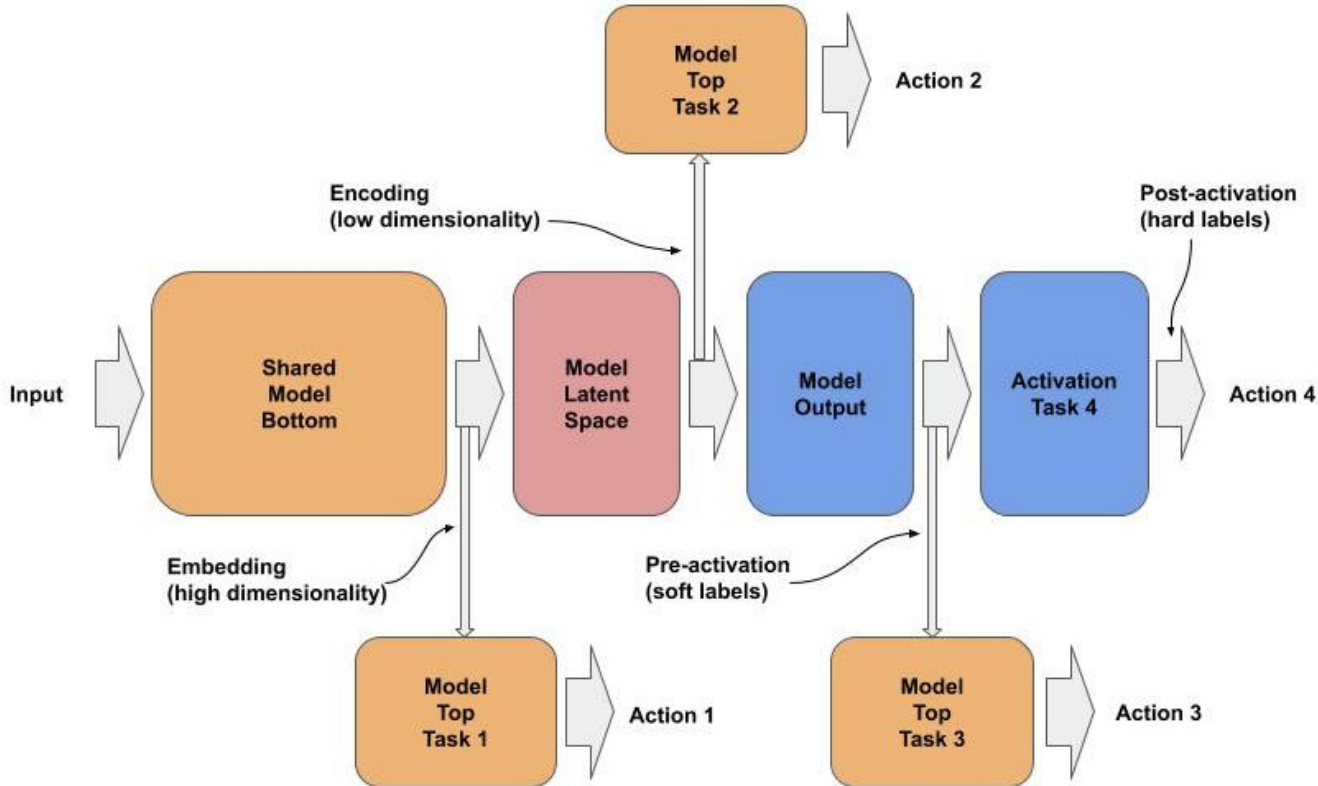 Model
Top
Task 2
Action 2
Encoding
(low dimensionality)
Post-activation
(hard labels)
Input
Shared
Model
Bottom
Model
Latent
Space
Model
Output
Activation
Task 4
Action 4
Embedding
(high dimensionality)
Pre-activation
(soft labels)
Model
Top
Task 1
Action 1
Model
Top
Task 3
Action 3